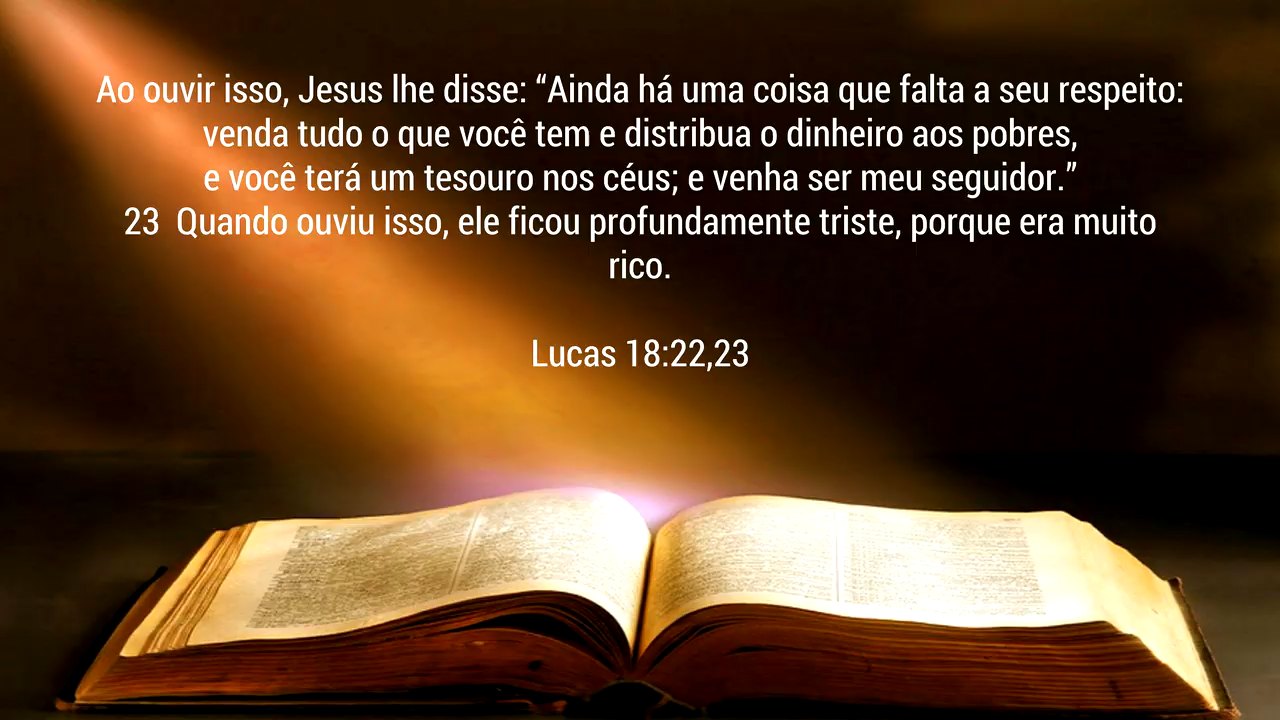 Ao ouvir isso, Jesus lhe disse: “Ainda há uma coisa que falta a seu respeito:
venda tudo o que você tem e distribua o dinheiro aos pobres,
e você terá um tesouro nos céus; e venha ser meu seguidor.”
23  Quando ouviu isso, ele ficou profundamente triste, porque era muito
rico.
Lucas 18:22,23